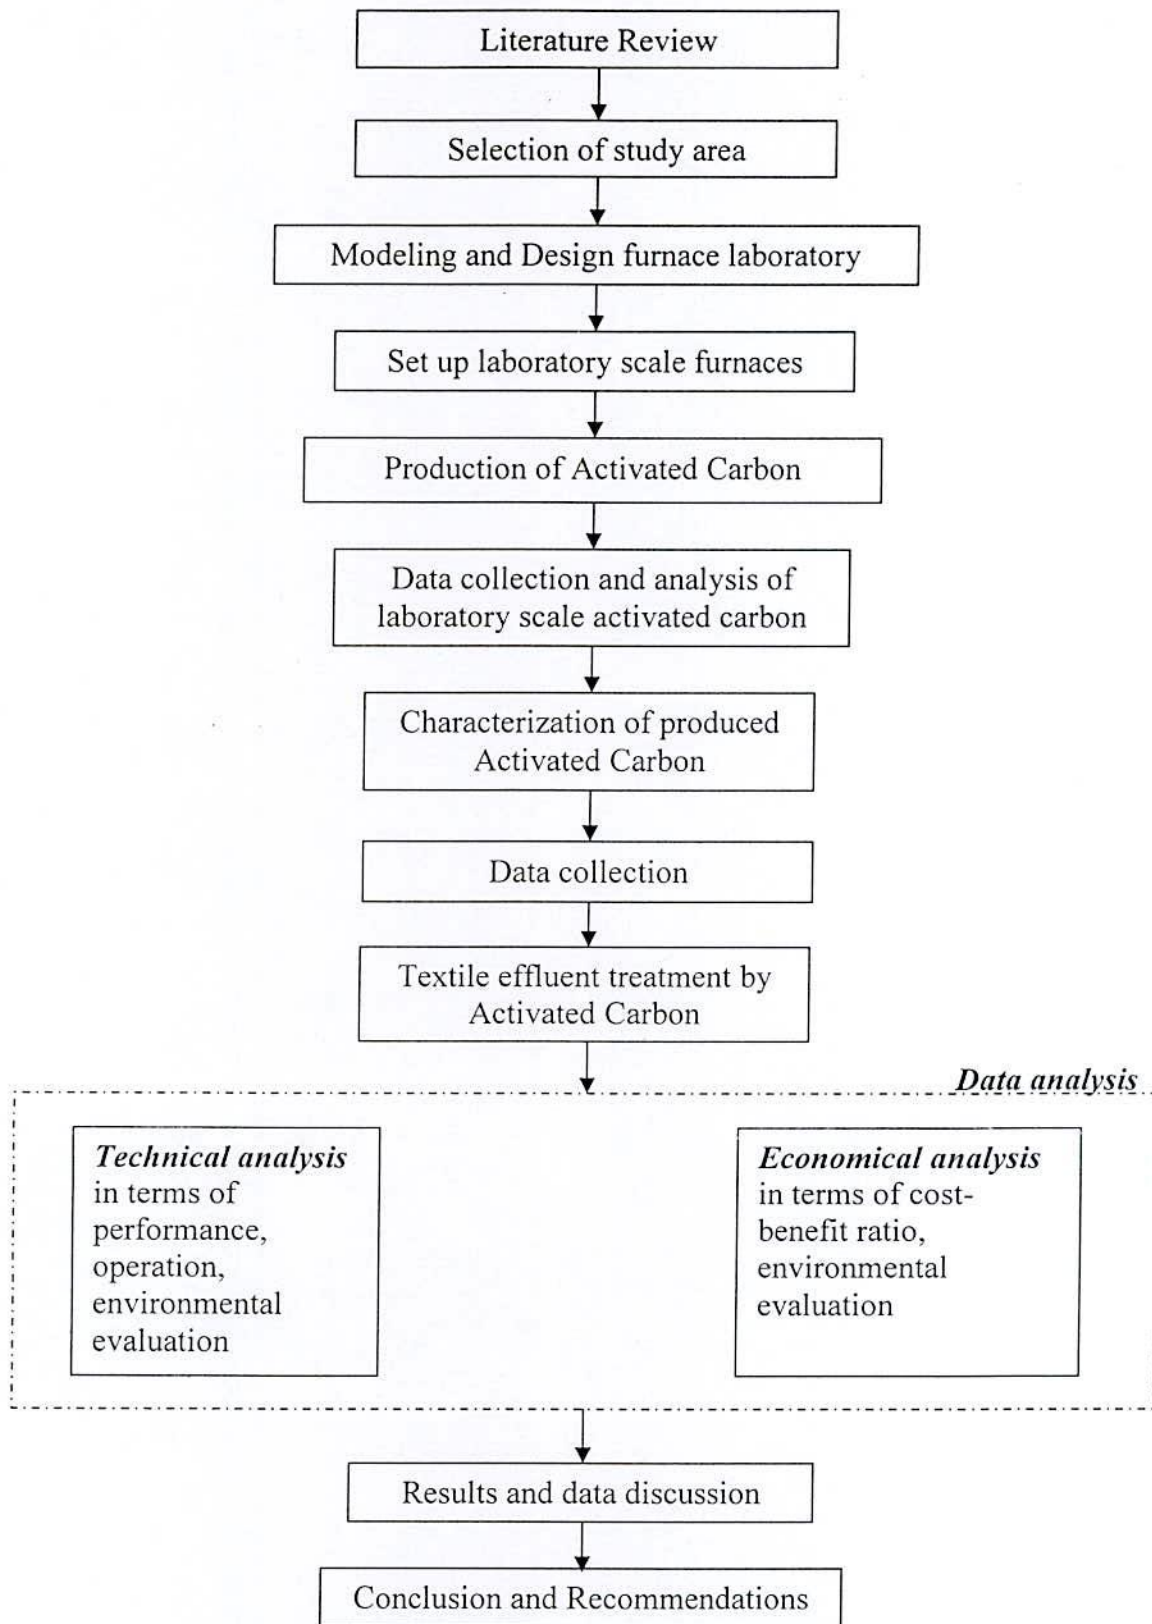 Literature Review
Selection of study area
Modeling and Design furnace laboratory
Set up laboratory scale furnaces
Production of Activated Carbon
Data collection and analysis of
laboratory scale activated carbon
Characterization of produced
Activated Carbon
Data collection
Textile effluent treatment by
Activated Carbon
Data analysis
Technical analysis
in terms of
performance,
operation,
environmental
evaluation
Economical analysis
in terms of cost-
benefit ratio,
environmental
evaluation
Results and data discussion
Conclusion and Recommendations